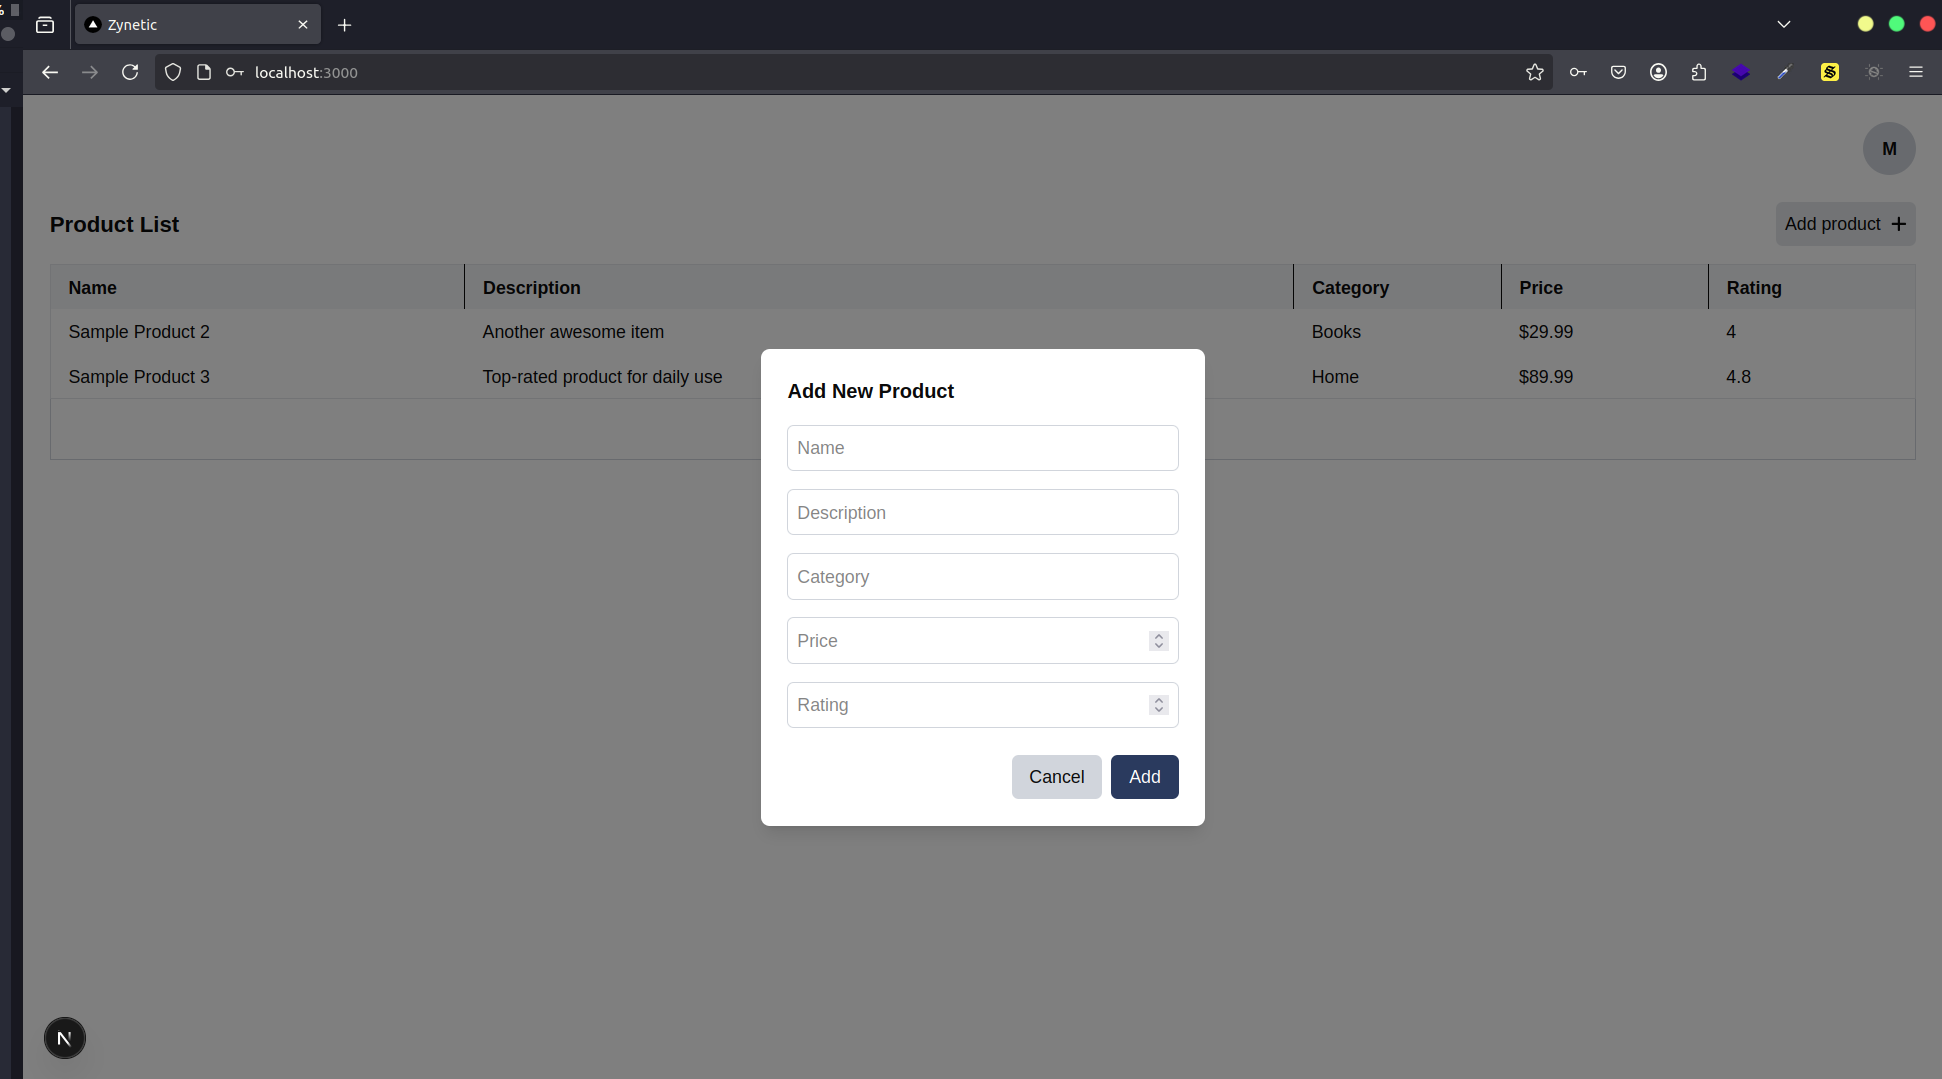 %
Zynetic
localhost:3000
M
Product List
Add product +
Name Description Category Price Rating
Sample Product 2 Another awesome item Books $29.99 4
Sample Product 3 Top-rated product for daily use Home $89.99 4.8
Add New Product
Name
Description
Category
Price
Rating
Cancel Add
N